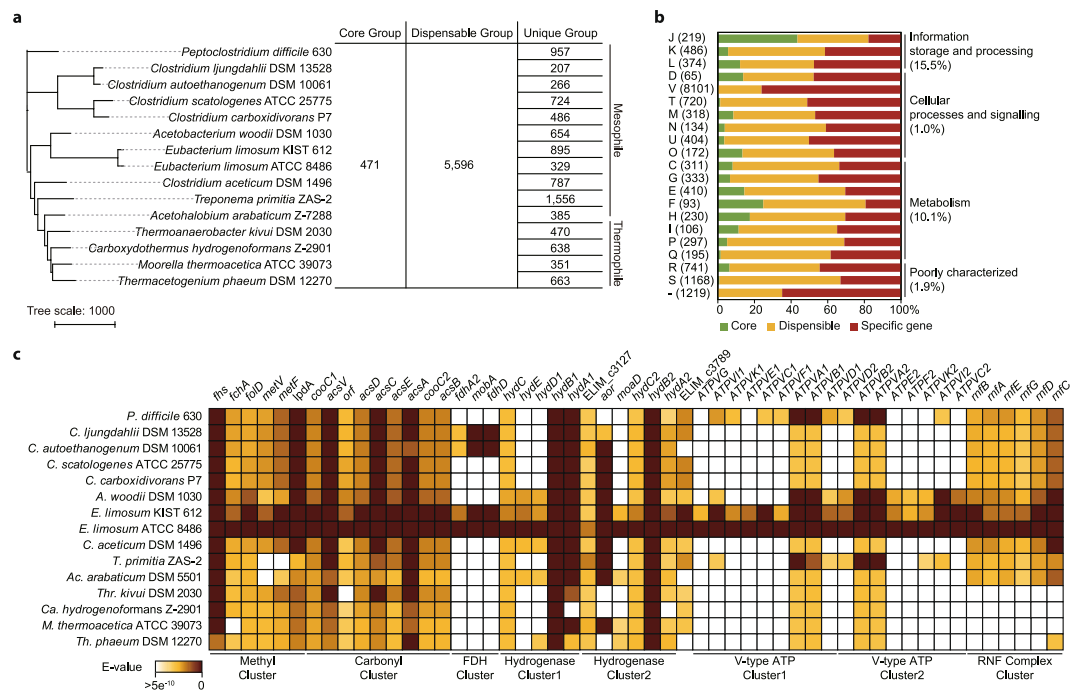 a
Core Group Dispensable Group Unique Group
Peptoclostridium difficile 630 957
Clostridium ljungdahlii DSM 13528 207
Clostridium autoethanogenum DSM 10061 266
Clostridium scatologenes ATCC 25775 724
Clostridium carboxidivorans P7 486
Acetobacterium woodii DSM 1030 654
Eubacterium limosum KIST 612 895
Eubacterium limosum ATCC 8486 471 5,596 329
Clostridium aceticum DSM 1496 787
Treponema primitia ZAS-2 1,556
Acetohalobium arabaticum Z-7288 385
Thermoanaerobacter kivui DSM 2030 470
Carboxydothermus hydrogenoformans Z-2901 638
Moorella thermoacetica ATCC 39073 351
Thermacetogenium phaeum DSM 12270 663
Mesophile
Thermophile
Tree scale: 1000
b
J (219)
K (486)
L (374)
D (65)
V (8101)
T (720)
M (318)
N (134)
U (404)
O (172)
C (311)
G (333)
E (410)
F (93)
H (230)
I (106)
P (297)
Q (195)
R (741)
S (1168)
- (1219)
0 20 40 60 80 100%
Information
storage and processing
(15.5%)
Cellular
processes and signalling
(1.0%)
Metabolism
(10.1%)
Poorly characterized
(1.9%)
Core Dispensible Specific gene
c
fhs fchA folD metV metF lpdA cooC1 acsV orf acsD acsC acsE acsA cooC2 acsB fdhA2 mobA fdhD hydC hydE hydD1 hydB1 hydA1 ELIM_c3127 aor moaD hydC2 hydB2 hydA2 ELIM_c3789 ATPVG ATPVI1 ATPVK1 ATPVE1 ATPVC1 ATPVF1 ATPVA1 ATPVB1 ATPVD1 ATPVD2 ATPVB2 ATPVA2 ATPF2 ATPE2 ATPVK2 ATPVI2 ATPVC2 rnfB rnfA rnfE rnfG rnfD rnfC
P. difficile 630
C. ljungdahlii DSM 13528
C. autoethanogenum DSM 10061
C. scatologenes ATCC 25775
C. carboxidivorans P7
A. woodii DSM 1030
E. limosum KIST 612
E. limosum ATCC 8486
C. aceticum DSM 1496
T. primitia ZAS-2
Ac. arabaticum DSM 5501
Thr. kivui DSM 2030
Ca. hydrogenoformans Z-2901
M. thermoacetica ATCC 39073
Th. phaeum DSM 12270
E-value
>5e-10 0
Methyl
Cluster
Carbonyl
Cluster
FDH
Cluster
Hydrogenase
Cluster1
Hydrogenase
Cluster2
V-type ATP
Cluster1
V-type ATP
Cluster2
RNF Complex
Cluster